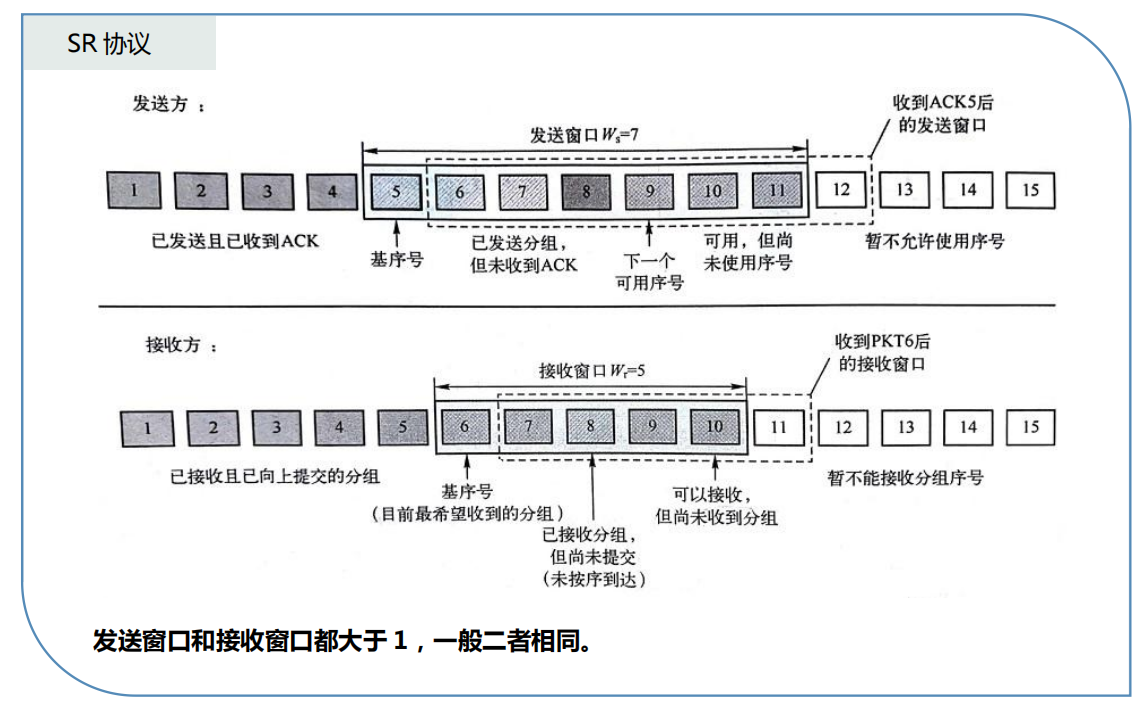 SR 协议
发送方：
收到ACK5后
的发送窗口
发送窗口Ws=7
1 2 3 4 5 6 7 8 9 10 11 12 13 14 15
已发送且已收到ACK
基序号
已发送分组，
但未收到ACK
下一个
可用序号
可用，但尚
未使用序号
暂不允许使用序号
接收方：
收到PKT6后
的接收窗口
接收窗口Wr=5
1 2 3 4 5 6 7 8 9 10 11 12 13 14 15
已接收且已向上提交的分组
基序号
（目前最希望收到的分组）
已接收分组，
但尚未提交
（未按序到达）
可以接收，
但尚未收到分组
暂不能接收分组序号
发送窗口和接收窗口都大于 1，一般二者相同。